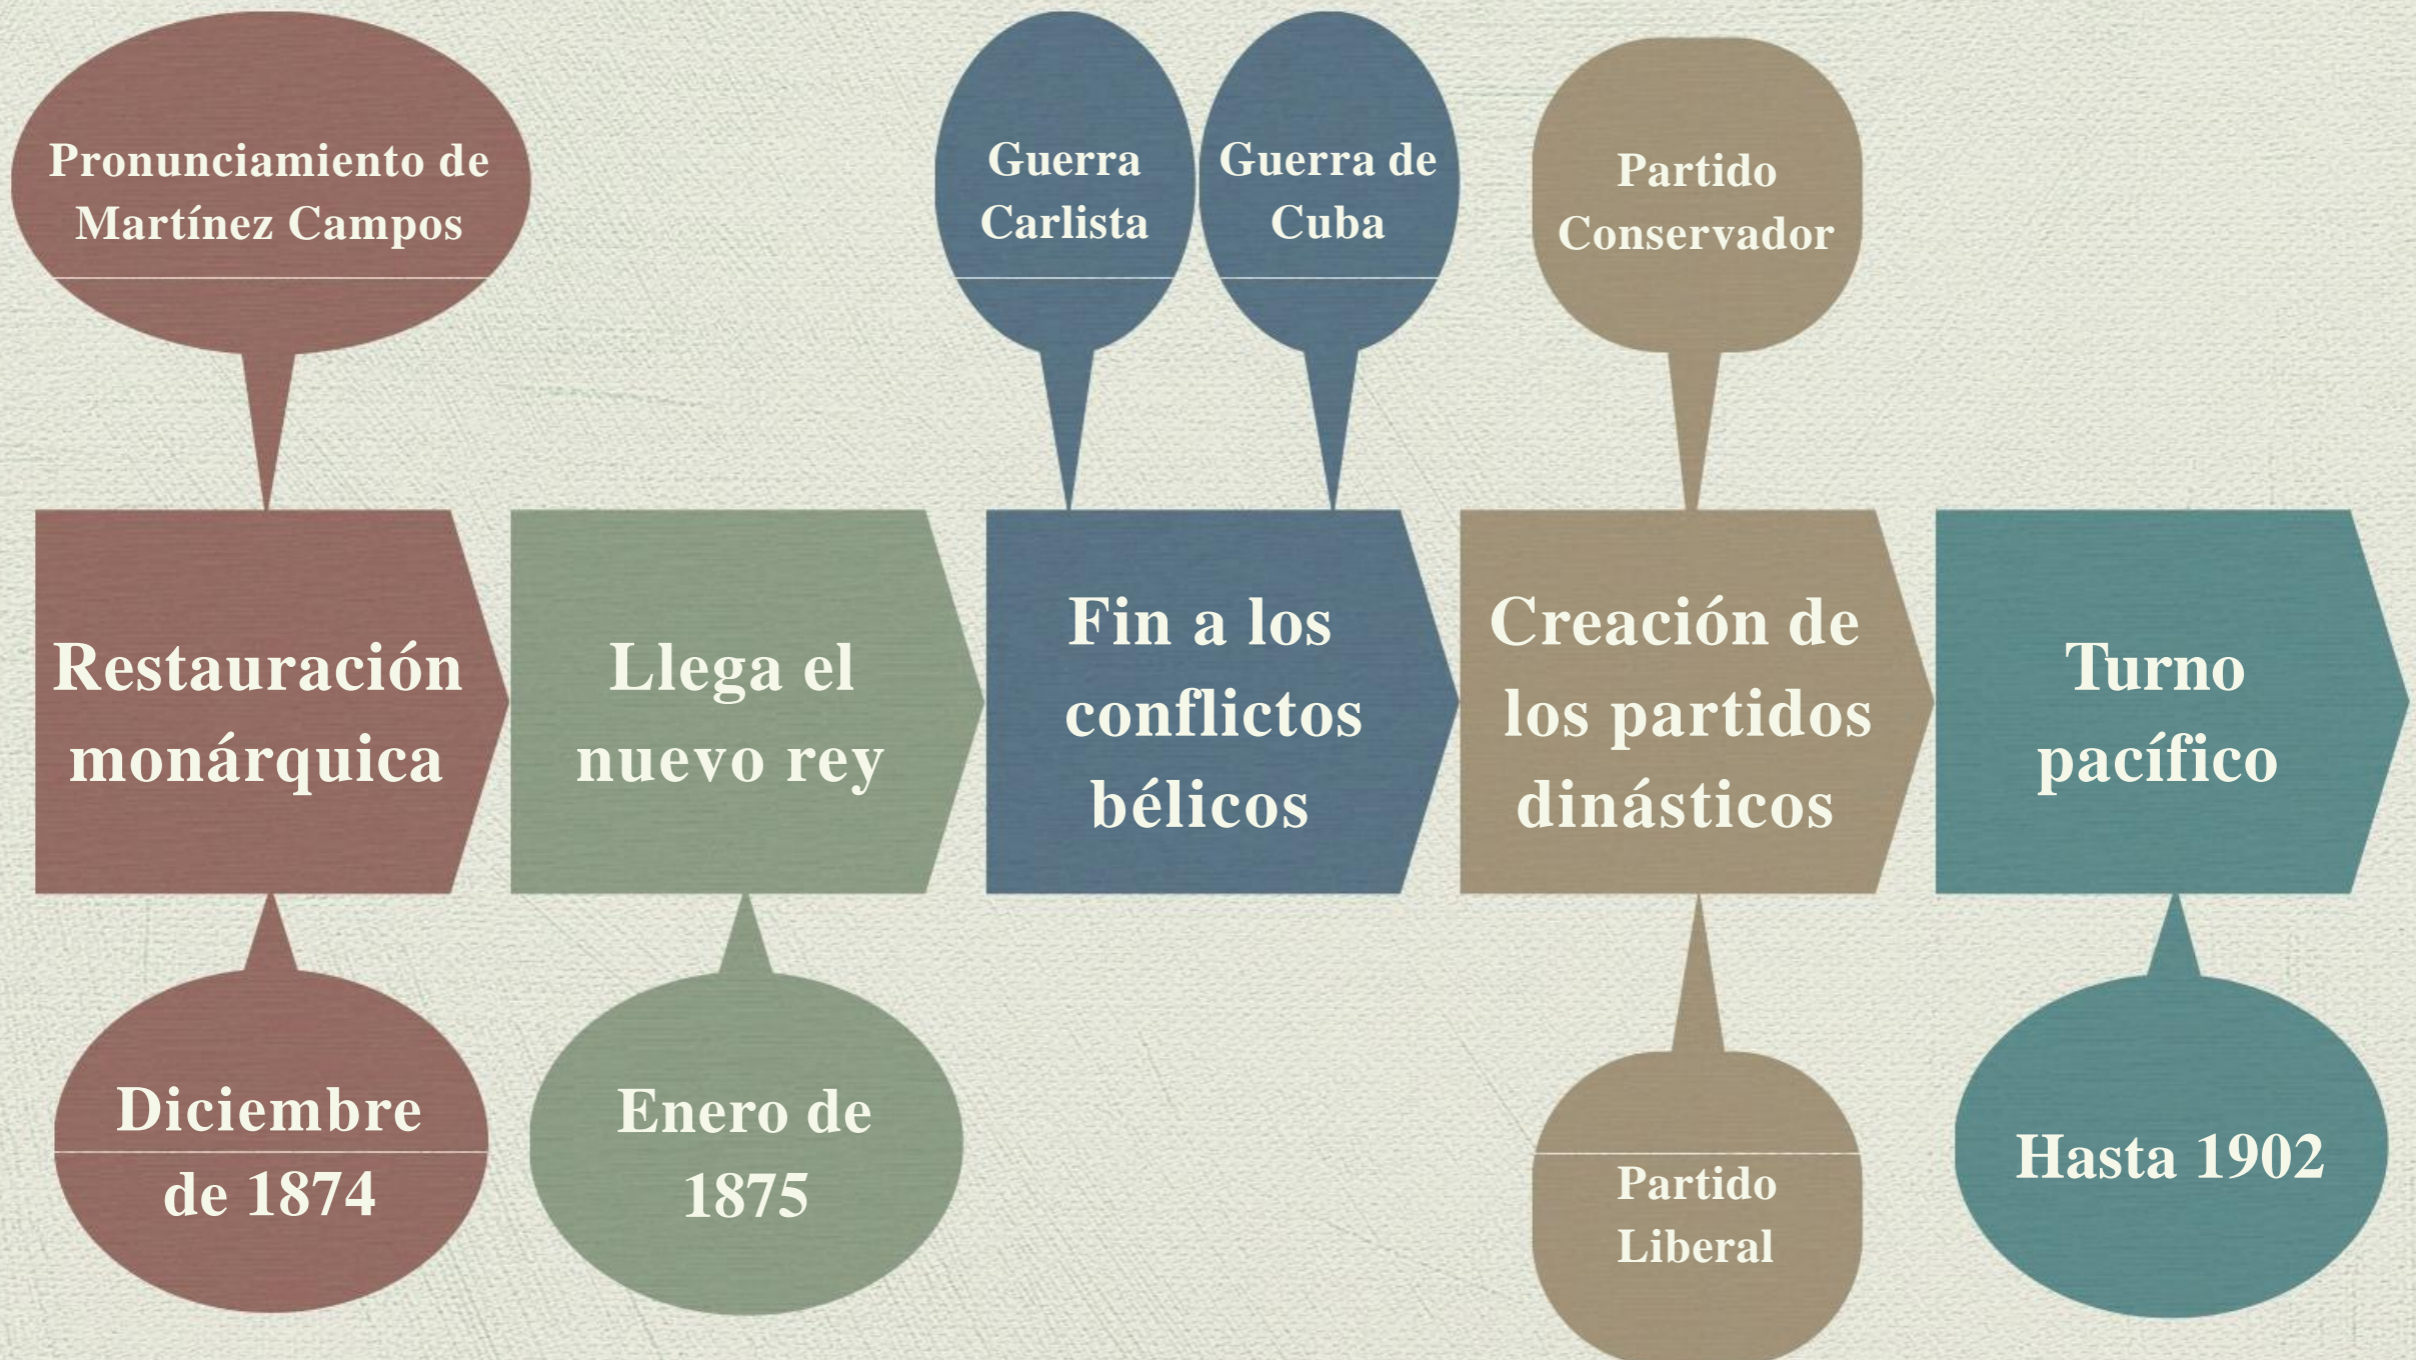 Pronunciamiento de
Martínez Campos
Guerra
Carlista
Guerra de
Cuba
Partido
Conservador
Restauración
monárquica
Llega el
nuevo rey
Fin a los
conflictos
bélicos
Creación de
los partidos
dinásticos
Turno
pacífico
Diciembre
de 1874
Enero de
1875
Partido
Liberal
Hasta 1902